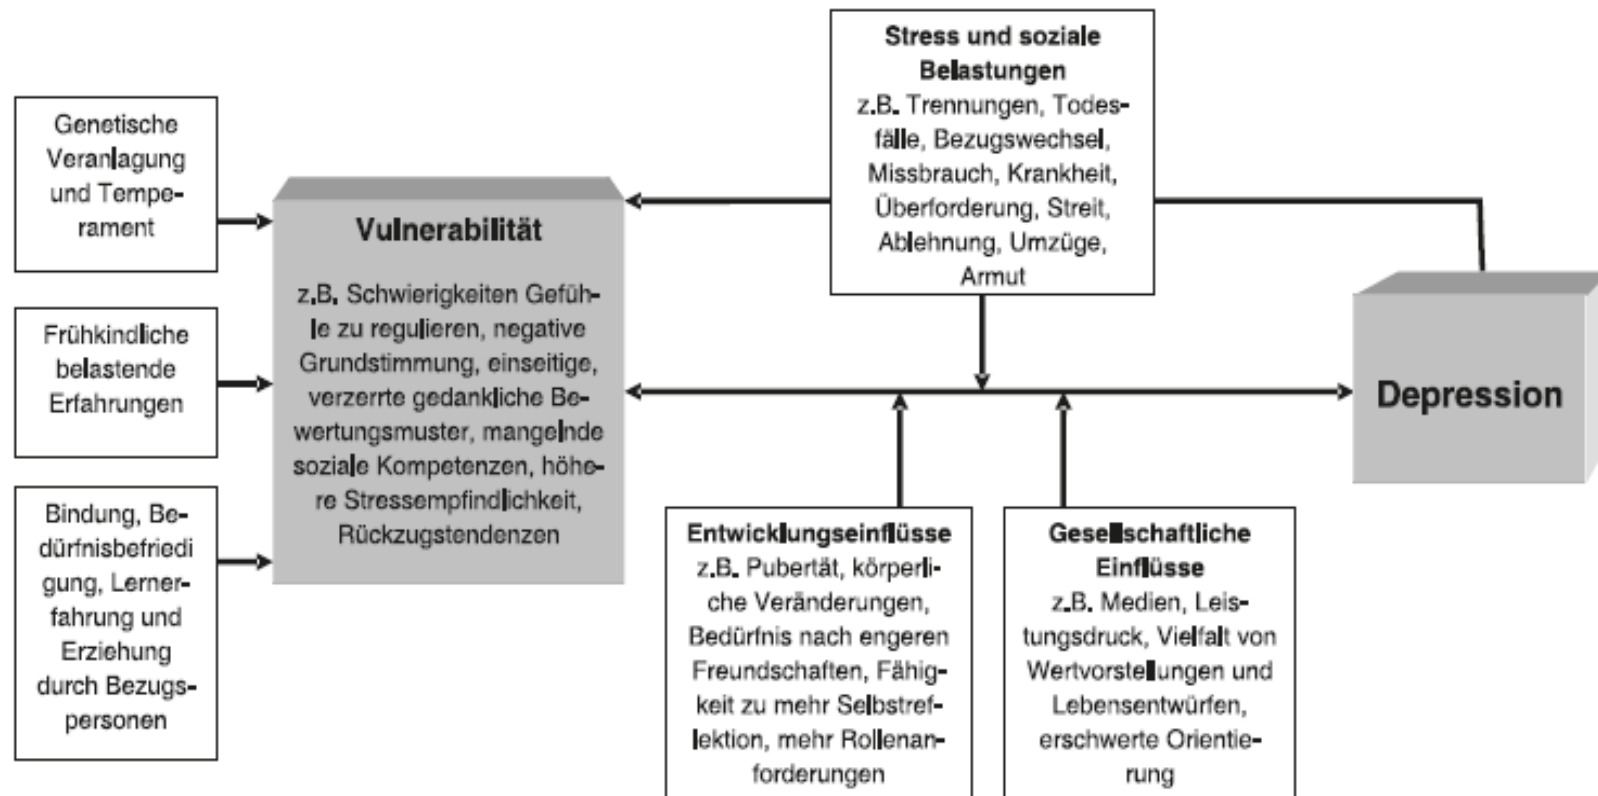 Genetische
Veranlagung
und Tempe-
rament
Frühkindliche
belastende
Erfahrungen
Bindung, Be-
dürfnisbefriedi
gung, Lerner-
fahrung und
Erziehung
durch Bezugs-
personen
Vulnerabilität
z.B. Schwierigkeiten Gefüh-
le zu regulieren, negative
Grundstimmung, einseitige,
verzerrte gedankliche Be-
wertungsmuster, mangelnde
soziale Kompetenzen, höhe-
re Stressempfindlichkeit,
Rückzugstendenzen
Stress und soziale
Belastungen
z.B. Trennungen, Todes-
fälle, Bezugswechsel,
Missbrauch, Krankheit,
Überforderung, Streit,
Ablehnung, Umzüge,
Armut
Entwicklungseinflüsse
z.B. Pubertät, körperli-
che Veränderungen,
Bedürfnis nach engeren
Freundschaften, Fähig-
keit zu mehr Selbstref-
lektion, mehr Rollenan-
forderungen
Gesellschaftliche
Einflüsse
z.B. Medien, Leis-
tungsdruck, Vielfalt von
Wertvorstellungen und
Lebensentwürfen,
erschwerte Orientie-
rung
Depression